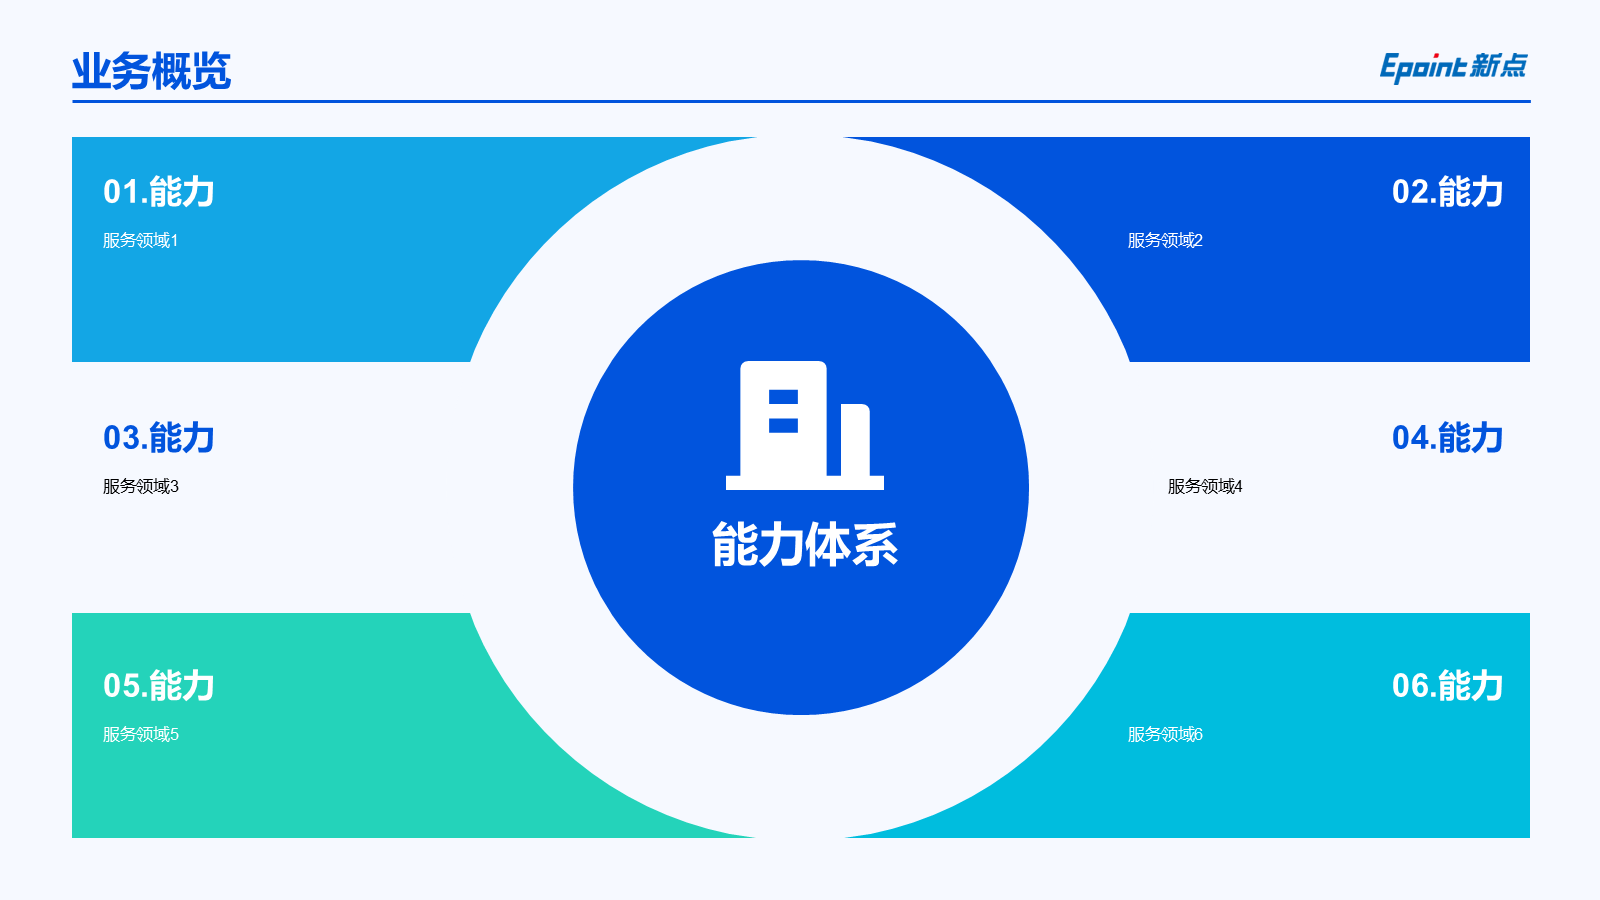 业务概览
Epoint 新点
01.能力
服务领域1
02.能力
服务领域2
03.能力
服务领域3
04.能力
服务领域4
能力体系
05.能力
服务领域5
06.能力
服务领域6